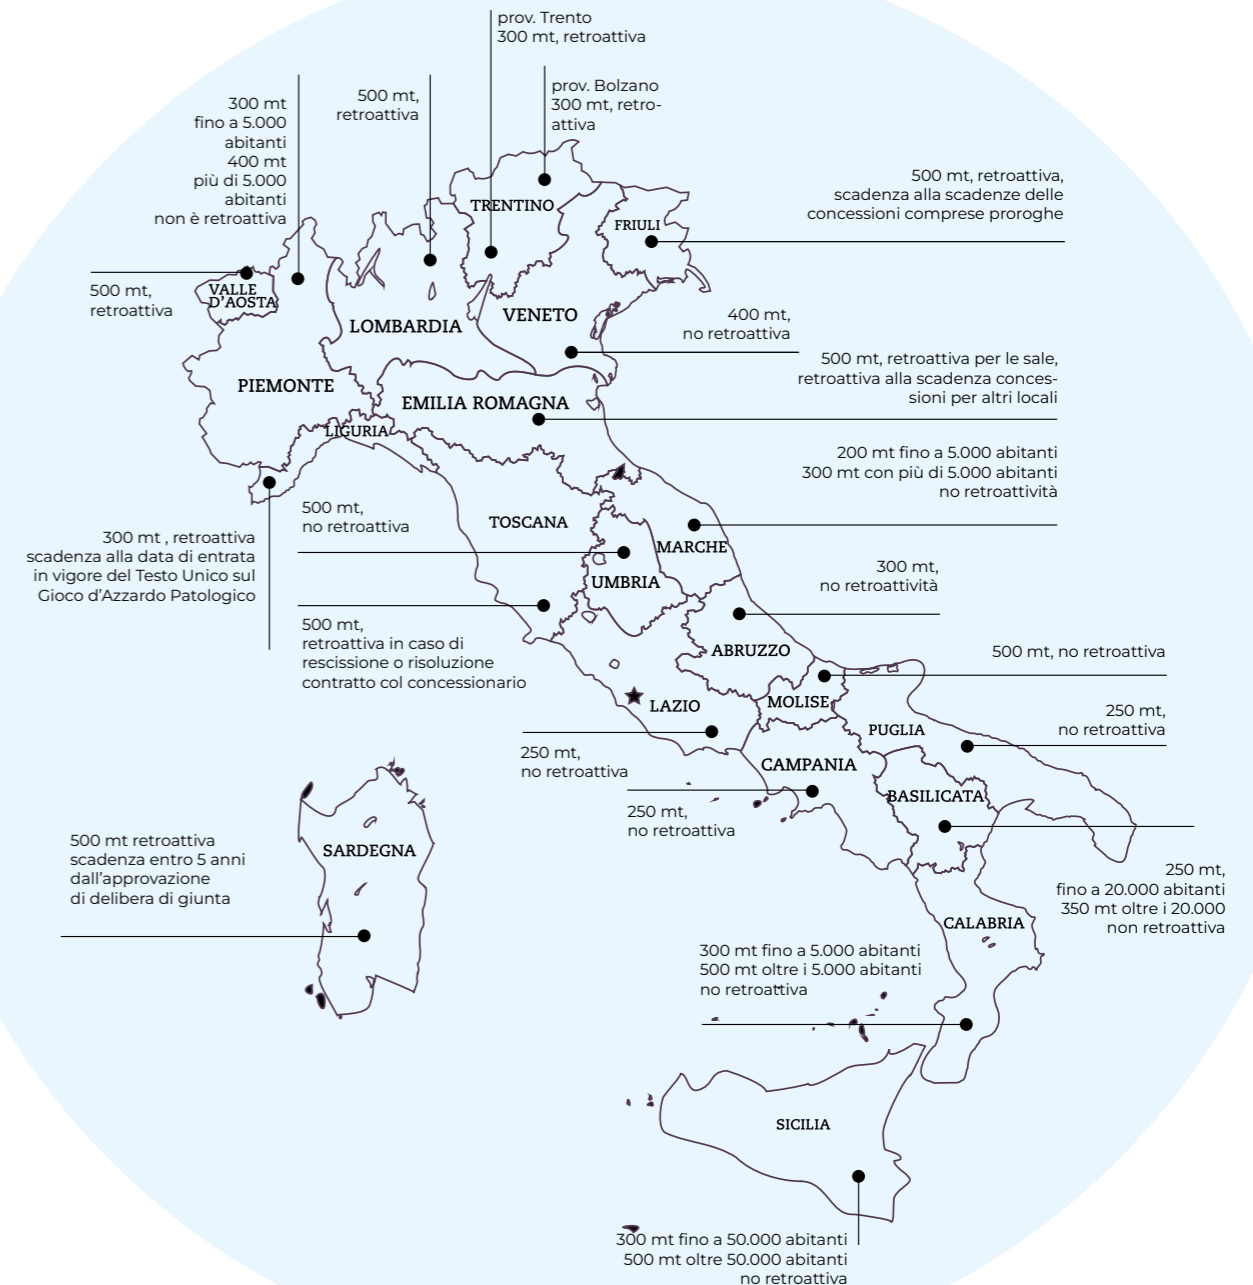 prov. Trento
300 mt, retroattiva
prov. Bolzano
300 mt, retro-
attiva
300 mt
fino a 5.000
abitanti
400 mt
più di 5.000
abitanti
non è retroattiva
500 mt,
retroattiva
500 mt, retroattiva,
scadenza alla scadenze delle
concessioni comprese proroghe
TRENTINO
FRIULI
VALLE
D'AOSTA
500 mt,
retroattiva
LOMBARDIA
VENETO
400 mt,
no retroattiva
500 mt, retroattiva per le sale,
retroattiva alla scadenza conces-
sioni per altri locali
PIEMONTE
EMILIA ROMAGNA
LIGURIA
200 mt fino a 5.000 abitanti
300 mt con più di 5.000 abitanti
no retroattività
500 mt,
no retroattiva
TOSCANA
MARCHE
UMBRIA
300 mt , retroattiva
scadenza alla data di entrata
in vigore del Testo Unico sul
Gioco d'Azzardo Patologico
300 mt,
no retroattività
500 mt,
retroattiva in caso di
rescissione o risoluzione
contratto col concessionario
ABRUZZO
500 mt, no retroattiva
MOLISE
LAZIO
PUGLIA
250 mt,
no retroattiva
250 mt,
no retroattiva
CAMPANIA
BASILICATA
250 mt,
no retroattiva
500 mt retroattiva
scadenza entro 5 anni
dall'approvazione
di delibera di giunta
SARDEGNA
250 mt,
fino a 20.000 abitanti
350 mt oltre i 20.000
non retroattiva
CALABRIA
300 mt fino a 5.000 abitanti
500 mt oltre i 5.000 abitanti
no retroattiva
SICILIA
300 mt fino a 50.000 abitanti
500 mt oltre 50.000 abitanti
no retroattiva